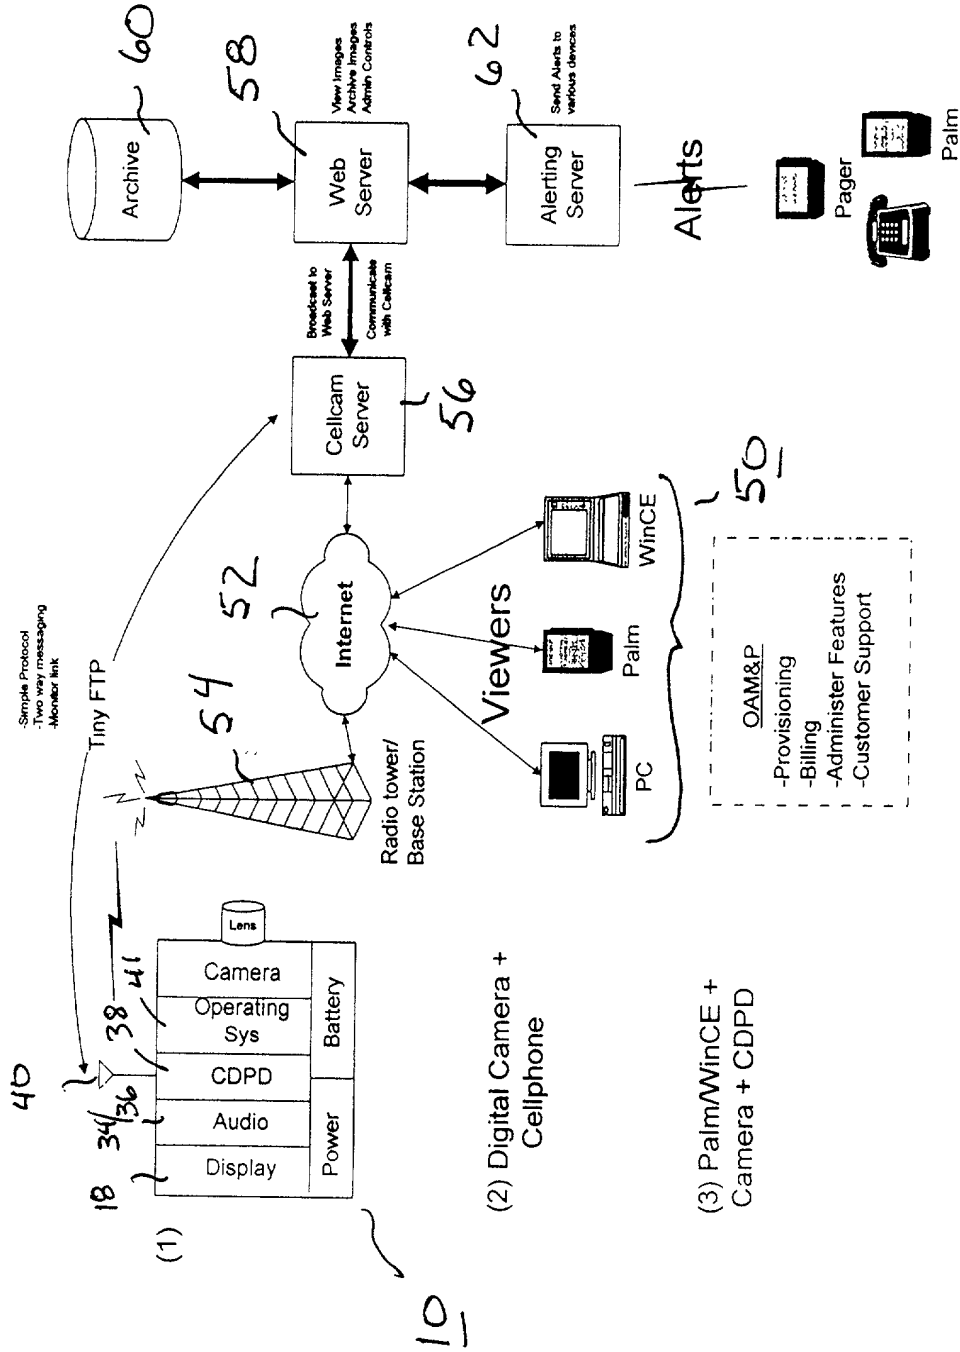 40
34/36
38
41
18
(1)
Display
Audio
CDPD
Operating
Sys
Camera
Lens
Power
Battery
10
(2) Digital Camera +
Cellphone
(3) Palm/WinCE +
Camera + CDPD
-Simple Protocol
-Two way messaging
-Monitor link
Tiny FTP
54
Radio tower/
Base Station
52
Internet
Viewers
PC
Palm
WinCE
50
OAM&P
-Provisioning
-Billing
-Administer Features
-Customer Support
Cellcam
Server
56
Broadcast to
Web Server
Communicate
with Cellcam
Archive
60
Web
Server
58
View Images
Archive Images
Admin Controls
Alerting
Server
62
Send Alerts to
various devices
Alerts
Pager
Palm